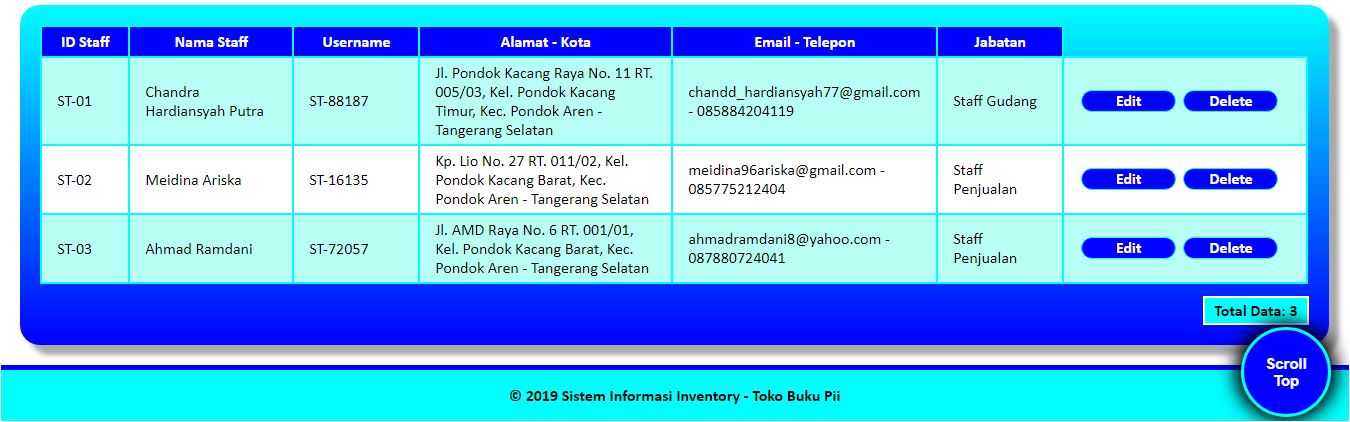 ID Staff Nama Staff Username Alamat - Kota Email - Telepon Jabatan
ST-01
Chandra
Hardiansyah Putra
ST-88187
Jl. Pondok Kacang Raya No. 11 RT.
005/03, Kel. Pondok Kacang
Timur, Kec. Pondok Aren -
Tangerang Selatan
chandd_hardiansyah77@gmail.com
- 085884204119
Staff Gudang
Edit Delete
ST-02
Meidina Ariska
ST-16135
Kp. Lio No. 27 RT. 011/02, Kel.
Pondok Kacang Barat, Kec.
Pondok Aren - Tangerang Selatan
meidina96ariska@gmail.com -
085775212404
Staff
Penjualan
Edit Delete
ST-03
Ahmad Ramdani
ST-72057
Jl. AMD Raya No. 6 RT. 001/01,
Kel. Pondok Kacang Barat, Kec.
Pondok Aren - Tangerang Selatan
ahmadramdani8@yahoo.com -
087880724041
Staff
Penjualan
Edit Delete
Total Data: 3
Scroll
Top
© 2019 Sistem Informasi Inventory - Toko Buku Pii